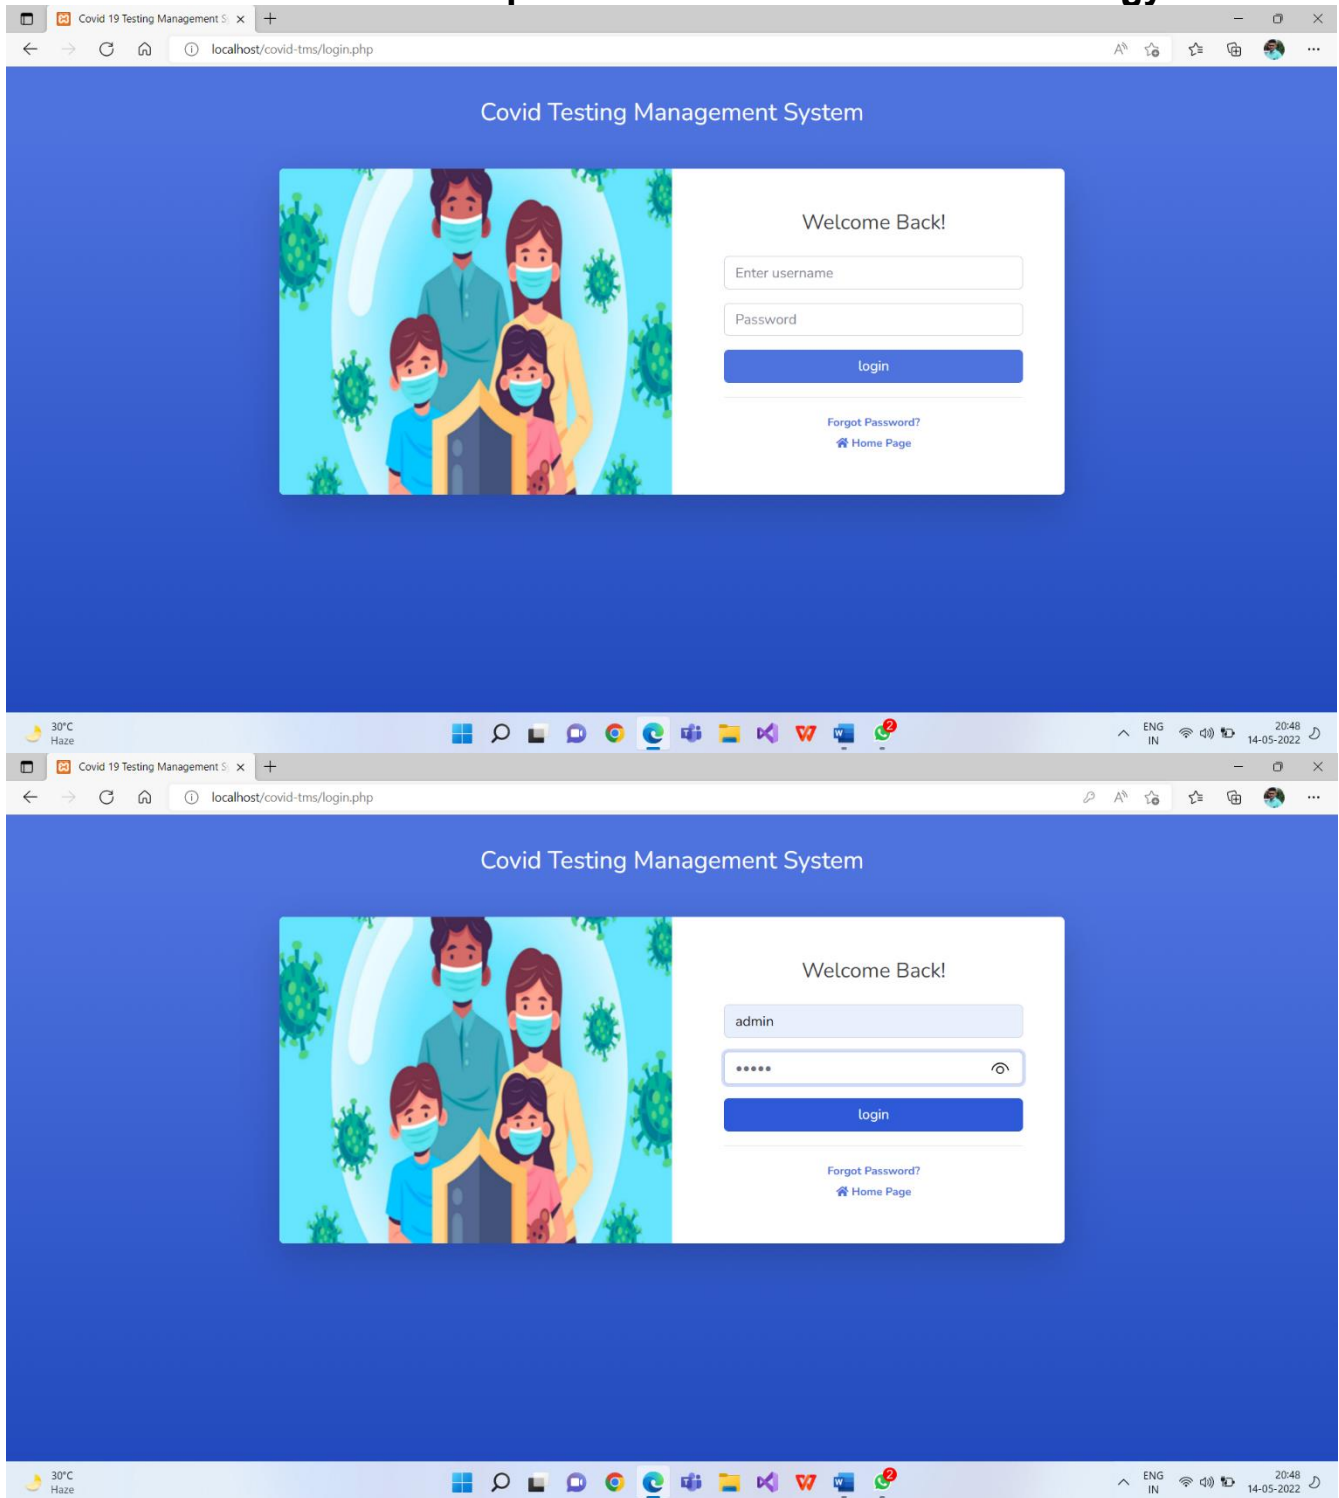 Covid 19 Testing Management S
localhost/covid-tms/login.php
Covid Testing Management System
Welcome Back!
Enter username
Password
login
Forgot Password?
Home Page
30°C
Haze
2
ENG
IN
20:48
14-05-2022
Covid 19 Testing Management S
localhost/covid-tms/login.php
Covid Testing Management System
Welcome Back!
admin
•••••
login
Forgot Password?
Home Page
30°C
Haze
2
ENG
IN
20:48
14-05-2022